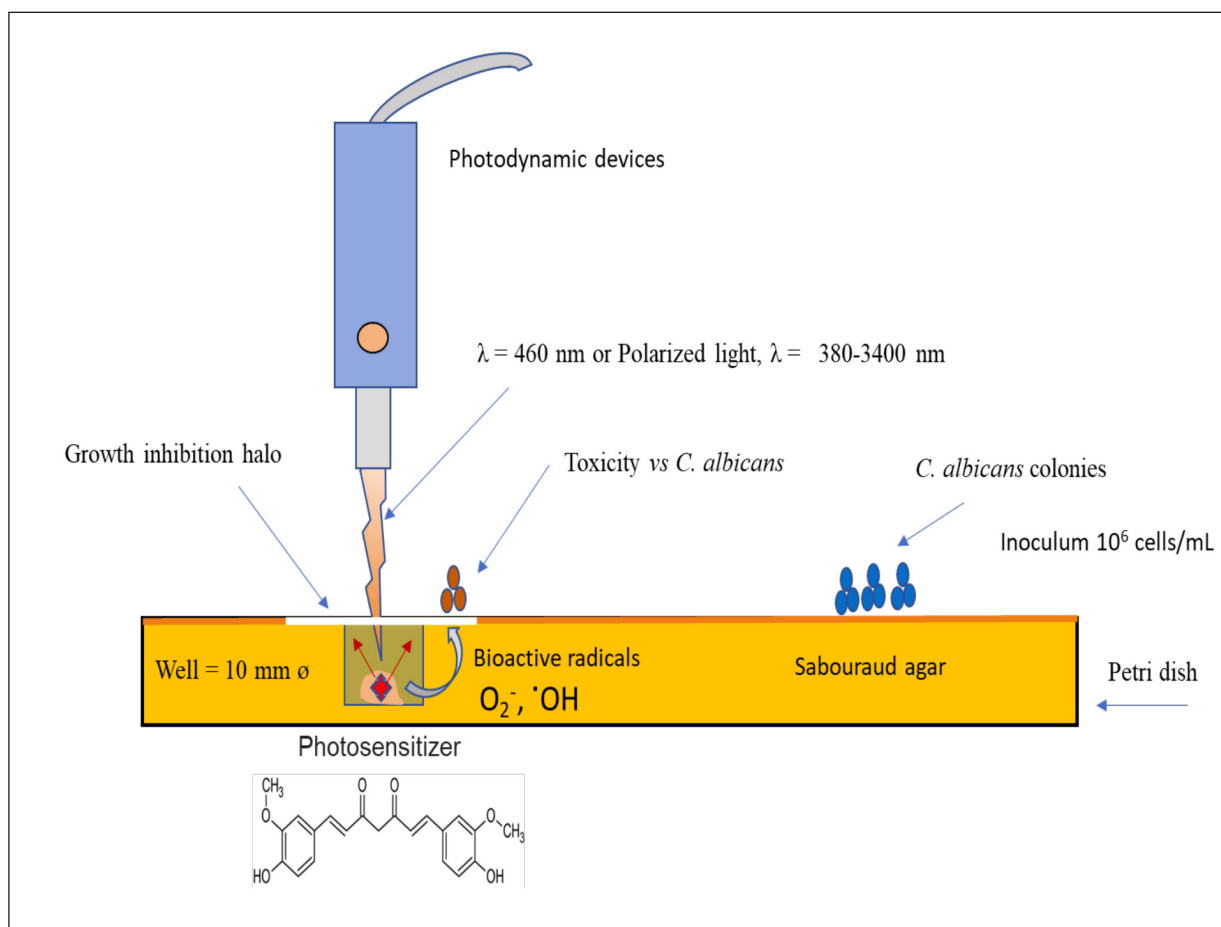 Photodynamic devices
λ = 460 nm or Polarized light, λ = 380-3400 nm
Growth inhibition halo
Toxicity vs C. albicans
C. albicans colonies
Inoculum 10⁶ cells/mL
Well = 10 mm ø
Bioactive radicals
O₂⁻, ˙OH
Sabouraud agar
Petri dish
Photosensitizer
CH₃
O
O
O
O
CH₃
HO
OH